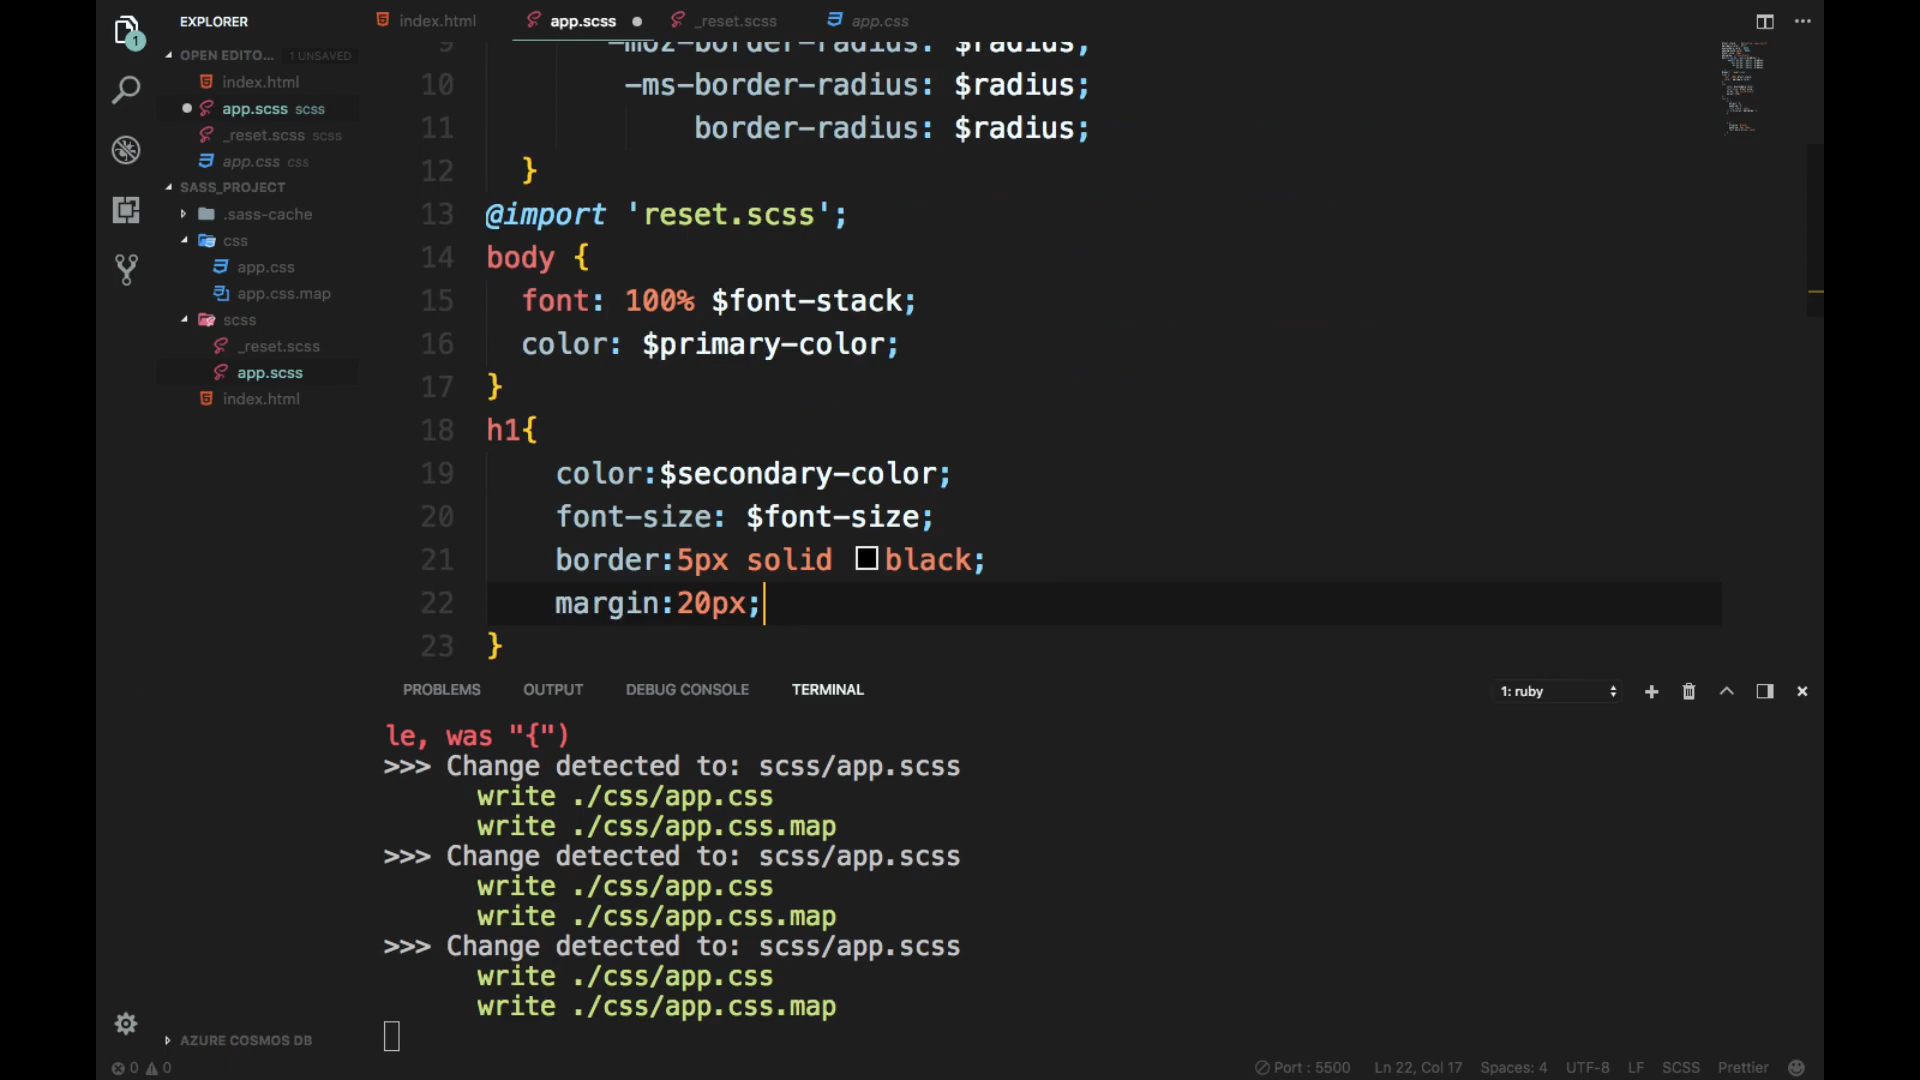 EXPLORER
index.html
app.scss
_reset.scss
app.css
OPEN EDITO... 1 UNSAVED
index.html
app.scss scss
_reset.scss scss
app.css css
SASS_PROJECT
.sass-cache
css
app.css
app.css.map
scss
_reset.scss
app.scss
index.html
AZURE COSMOS DB
9 -moz-border-radius: $radius;
10 -ms-border-radius: $radius;
11 border-radius: $radius;
12 }
13 @import 'reset.scss';
14 body {
15 font: 100% $font-stack;
16 color: $primary-color;
17 }
18 h1{
19 color:$secondary-color;
20 font-size: $font-size;
21 border:5px solid black;
22 margin:20px;
23 }
PROBLEMS OUTPUT DEBUG CONSOLE TERMINAL 1: ruby
le, was "{")
>>> Change detected to: scss/app.scss
write ./css/app.css
write ./css/app.css.map
>>> Change detected to: scss/app.scss
write ./css/app.css
write ./css/app.css.map
>>> Change detected to: scss/app.scss
write ./css/app.css
write ./css/app.css.map
0 0 Port : 5500 Ln 22, Col 17 Spaces: 4 UTF-8 LF SCSS Prettier